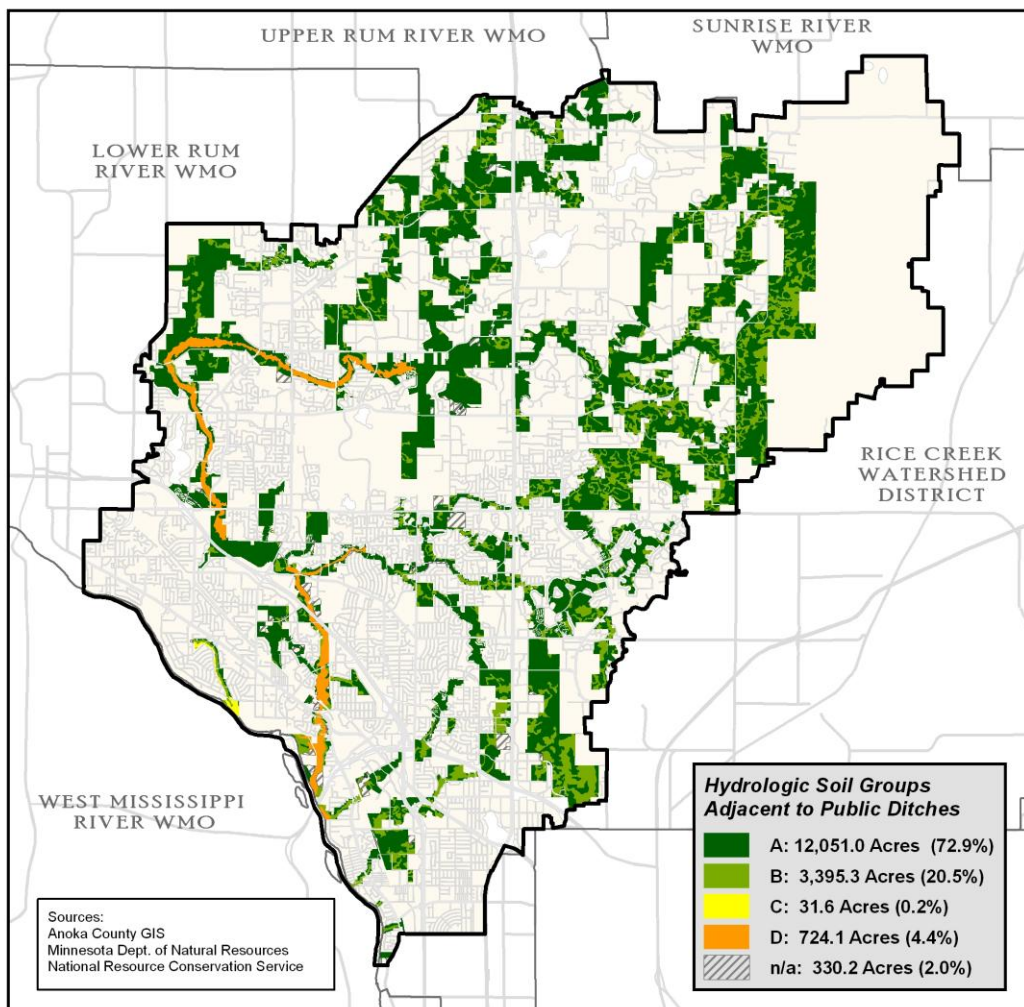 UPPER RUM RIVER WMO
SUNRISE RIVER
WMO
LOWER RUM
RIVER WMO
RICE CREEK
WATERSHED
DISTRICT
WEST MISSISSIPPI
RIVER WMO
Hydrologic Soil Groups
Adjacent to Public Ditches
A: 12,051.0 Acres (72.9%)
B: 3,395.3 Acres (20.5%)
C: 31.6 Acres (0.2%)
D: 724.1 Acres (4.4%)
n/a: 330.2 Acres (2.0%)
Sources:
Anoka County GIS
Minnesota Dept. of Natural Resources
National Resource Conservation Service